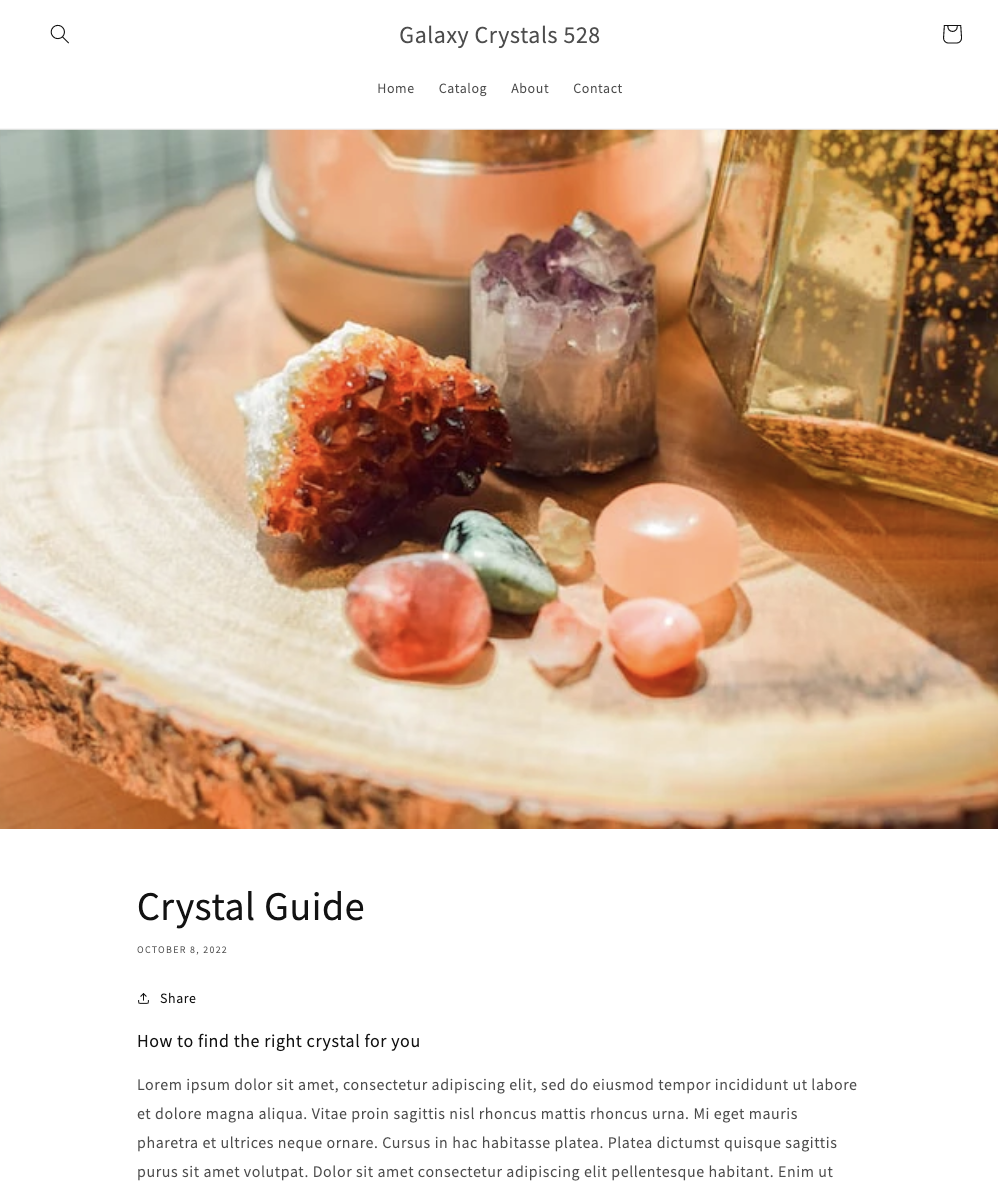 Galaxy Crystals 528
Home Catalog About Contact
Crystal Guide
OCTOBER 8, 2022
Share
How to find the right crystal for you
Lorem ipsum dolor sit amet, consectetur adipiscing elit, sed do eiusmod tempor incididunt ut labore
et dolore magna aliqua. Vitae proin sagittis nisl rhoncus mattis rhoncus urna. Mi eget mauris
pharetra et ultrices neque ornare. Cursus in hac habitasse platea. Platea dictumst quisque sagittis
purus sit amet volutpat. Dolor sit amet consectetur adipiscing elit pellentesque habitant. Enim ut